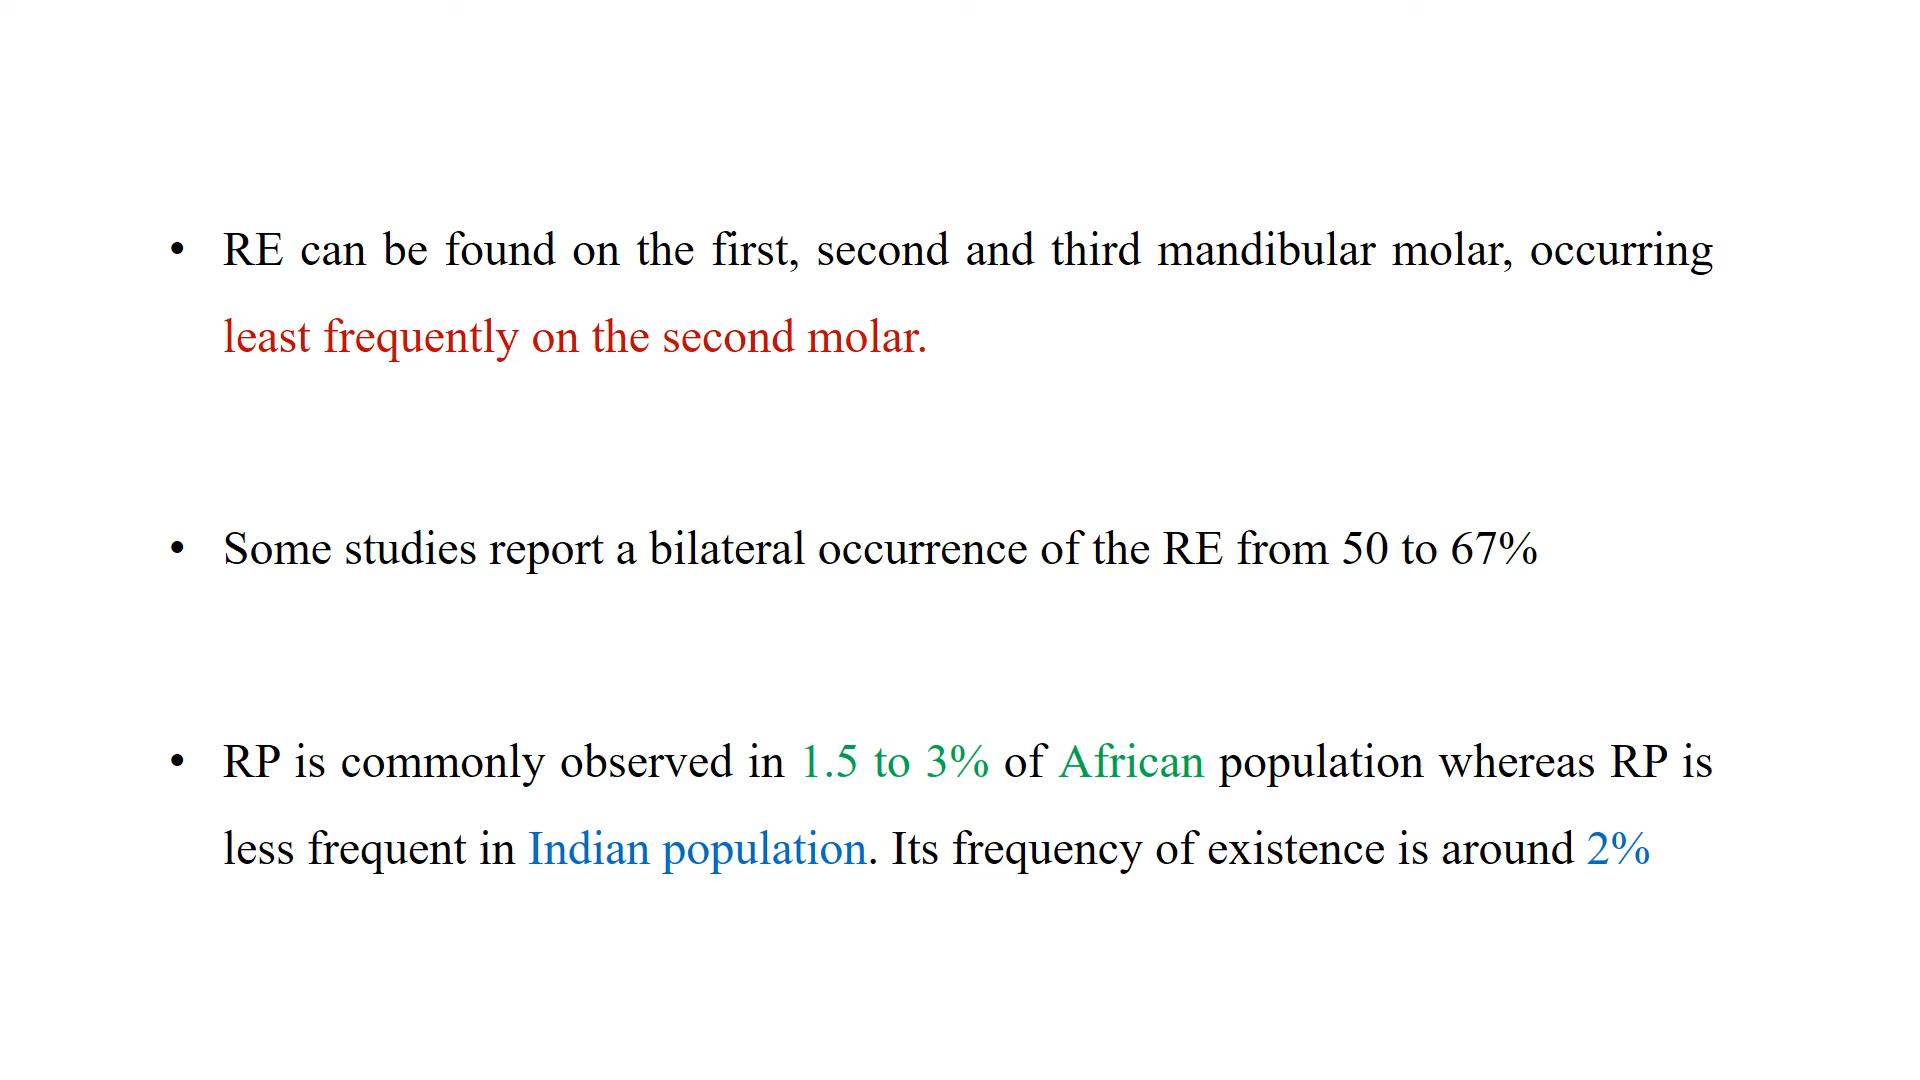 • RE can be found on the first, second and third mandibular molar, occurring
least frequently on the second molar.
• Some studies report a bilateral occurrence of the RE from 50 to 67%
• RP is commonly observed in 1.5 to 3% of African population whereas RP is
less frequent in Indian population. Its frequency of existence is around 2%